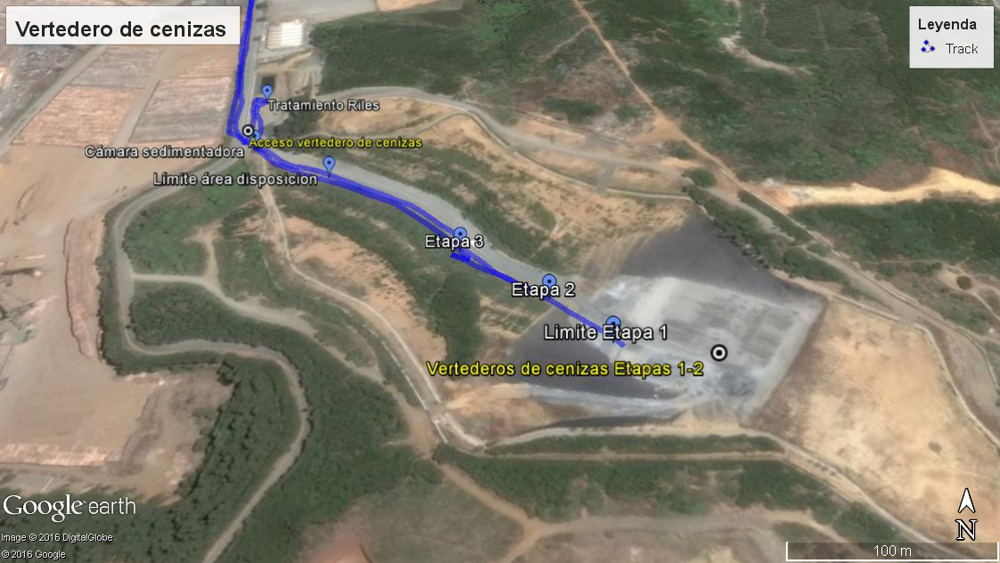 Vertedero de cenizas
Leyenda
Track
Tratamiento Riles
Acceso vertedero de cenizas
Cámara sedimentadora
Límite área disposicion
Etapa 3
Etapa 2
Limite Etapa 1
Vertederos de cenizas Etapas 1-2
Google earth
Image © 2016 DigitalGlobe
© 2016 Google
N
100 m